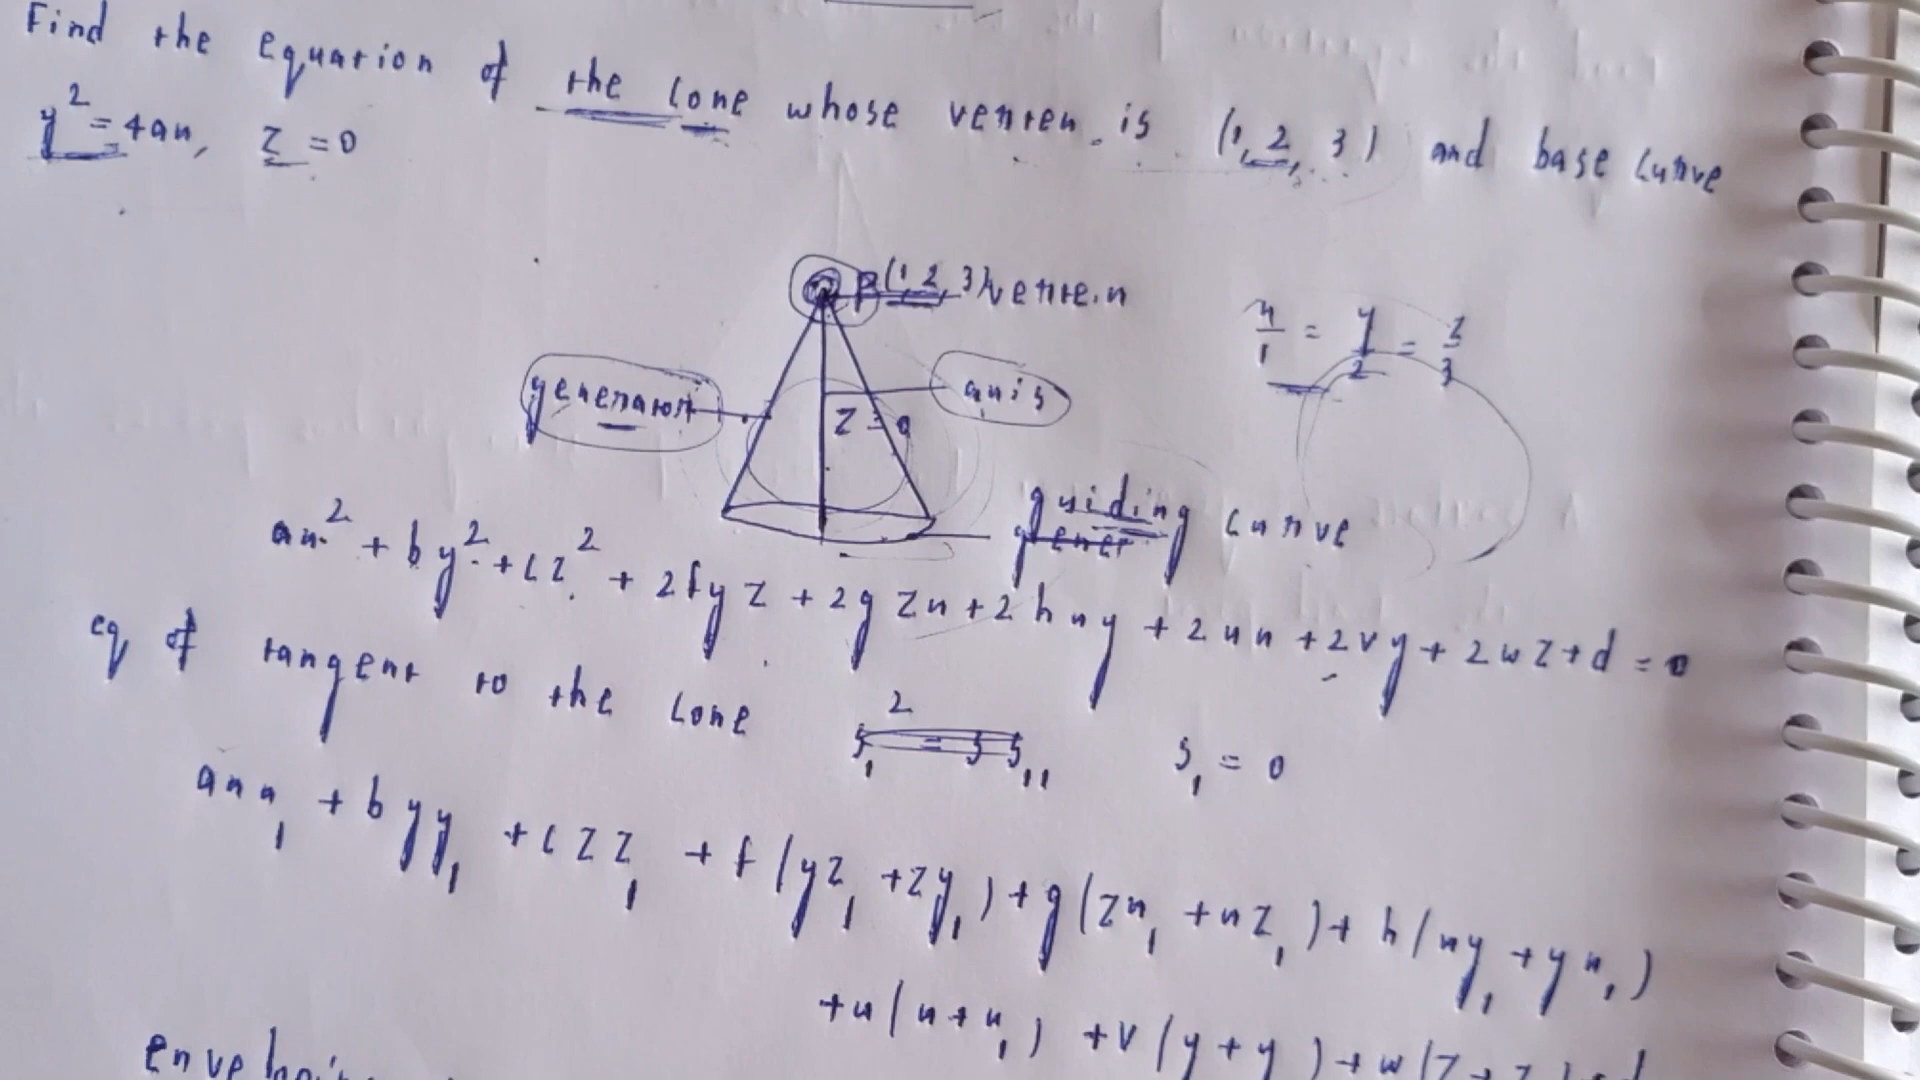 Find the equation of the cone whose vertex is (1, 2, 3) and base curve
y² = 4ax, z = 0
P(1, 2, 3) vertex
x/1 = y/2 = z/3
generator
axis
z = 0
guiding curve
gener
ax² + by² + cz² + 2fyz + 2gzx + 2hxy + 2ux + 2vy + 2wz + d = 0
eq of tangent to the cone S₁² = SS₁₁ S₁ = 0
axx₁ + byy₁ + czz₁ + f(yz₁ + zy₁) + g(zx₁ + xz₁) + h(xy₁ + yx₁)
+ u(x + x₁) + v(y + y₁) + w(z + z